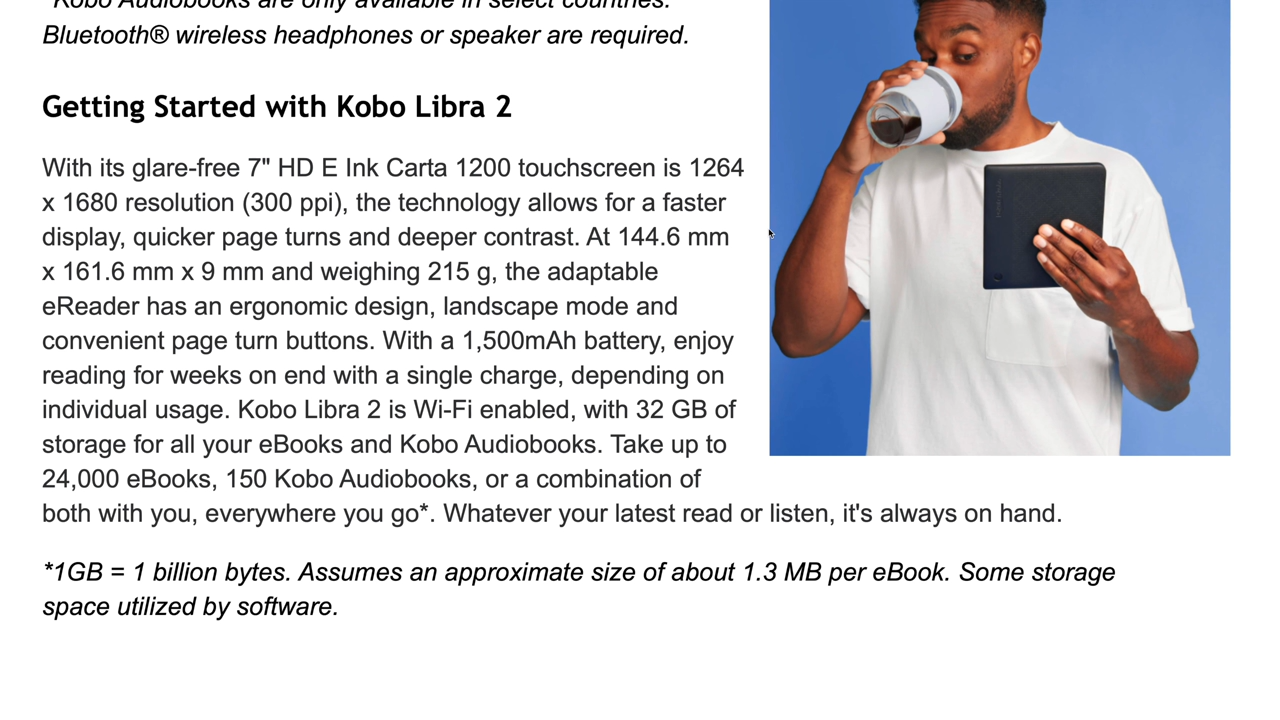 *Kobo Audiobooks are only available in select countries.
Bluetooth® wireless headphones or speaker are required.
Getting Started with Kobo Libra 2
With its glare-free 7" HD E Ink Carta 1200 touchscreen is 1264
x 1680 resolution (300 ppi), the technology allows for a faster
display, quicker page turns and deeper contrast. At 144.6 mm
x 161.6 mm x 9 mm and weighing 215 g, the adaptable
eReader has an ergonomic design, landscape mode and
convenient page turn buttons. With a 1,500mAh battery, enjoy
reading for weeks on end with a single charge, depending on
individual usage. Kobo Libra 2 is Wi-Fi enabled, with 32 GB of
storage for all your eBooks and Kobo Audiobooks. Take up to
24,000 eBooks, 150 Kobo Audiobooks, or a combination of
both with you, everywhere you go*. Whatever your latest read or listen, it's always on hand.
*1GB = 1 billion bytes. Assumes an approximate size of about 1.3 MB per eBook. Some storage
space utilized by software.